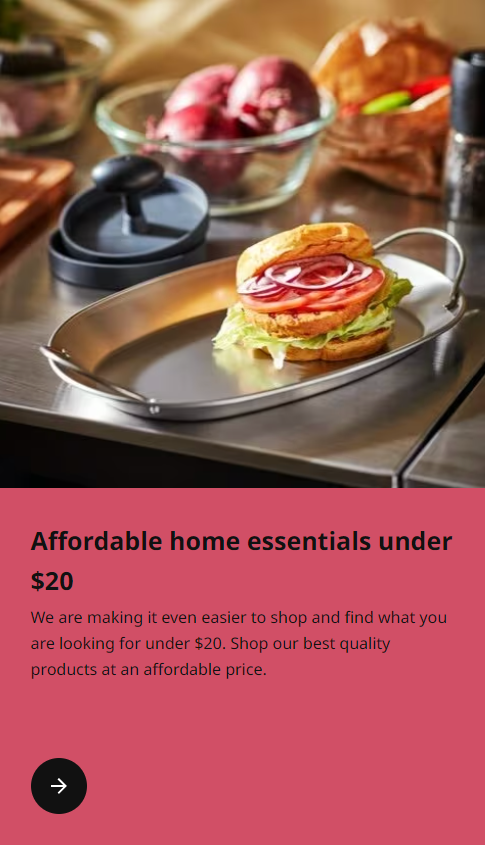 Affordable home essentials under
$20
We are making it even easier to shop and find what you
are looking for under $20. Shop our best quality
products at an affordable price.